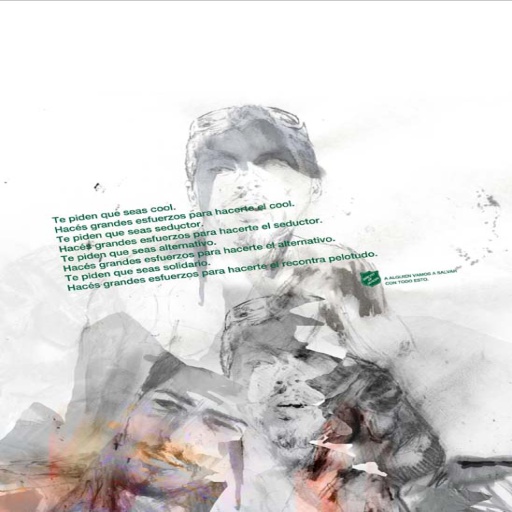 Te piden que seas cool.
Hacés grandes esfuerzos para hacerte el cool.
Te piden que seas seductor.
Hacés grandes esfuerzos para hacerte el seductor.
Te piden que seas alternativo.
Hacés grandes esfuerzos para hacerte el alternativo.
Te piden que seas solidario.
Hacés grandes esfuerzos para hacerte el recontra pelotudo.
A ALGUIEN VAMOS A SALVAR
CON TODO ESTO.